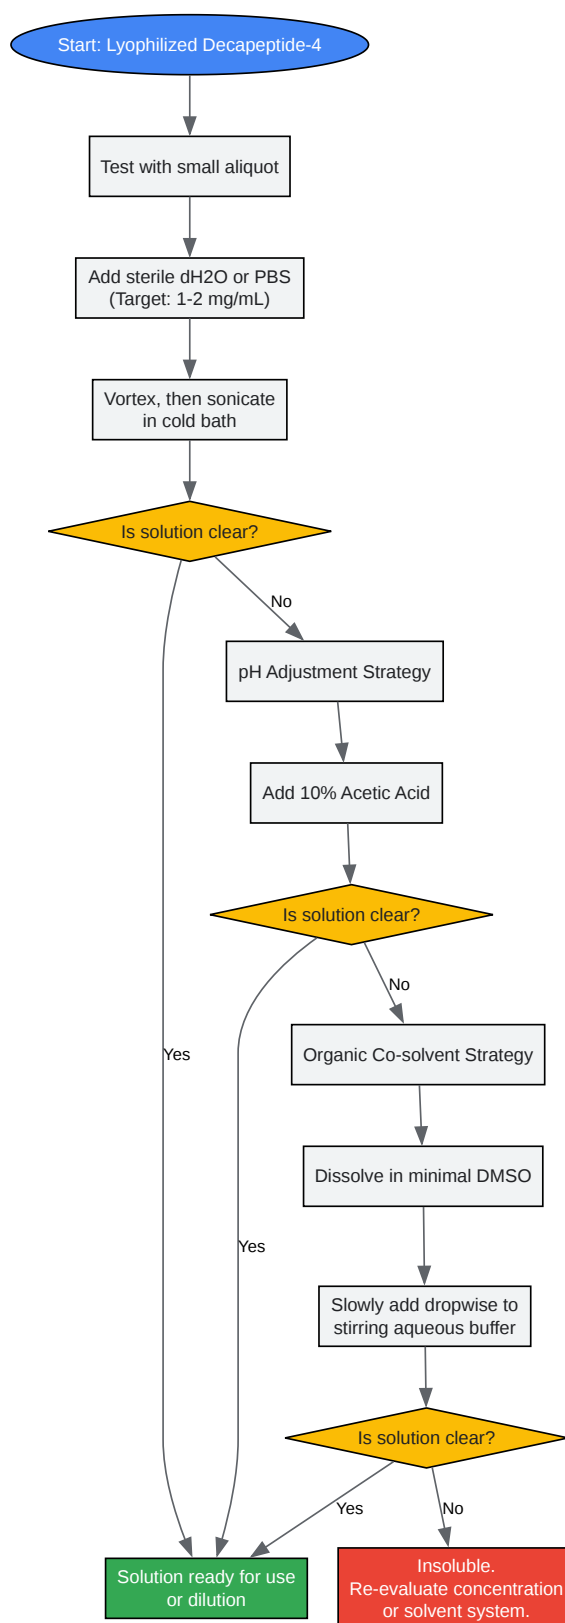 Start: Lyophilized Decapeptide-4
Test with small aliquot
Add sterile dH2O or PBS
(Target: 1-2 mg/mL)
Vortex, then sonicate
in cold bath
Is solution clear?
No
pH Adjustment Strategy
Add 10% Acetic Acid
Is solution clear?
No
Organic Co-solvent Strategy
Yes
Dissolve in minimal DMSO
Yes
Slowly add dropwise to
stirring aqueous buffer
Is solution clear?
Yes
No
Solution ready for use
or dilution
Insoluble.
Re-evaluate concentration
or solvent system.